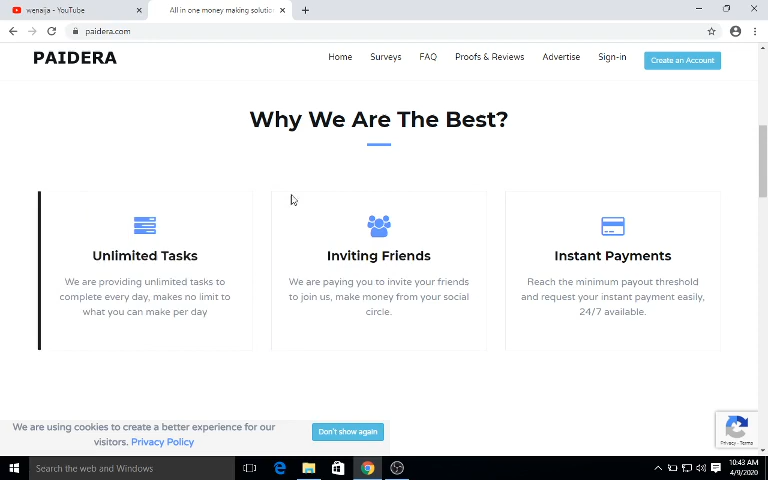 wenaija - YouTube
All in one money making solutio
paidera.com
PAIDERA
Home Surveys FAQ Proofs & Reviews Advertise Sign-in Create an Account
Why We Are The Best?
Unlimited Tasks
We are providing unlimited tasks to
complete every day, makes no limit to
what you can make per day
Inviting Friends
We are paying you to invite your friends
to join us, make money from your social
circle.
Instant Payments
Reach the minimum payout threshold
and request your instant payment easily,
24/7 available.
We are using cookies to create a better experience for our
visitors. Privacy Policy
Don't show again
Privacy - Terms
Search the web and Windows
10:43 AM
4/9/2020